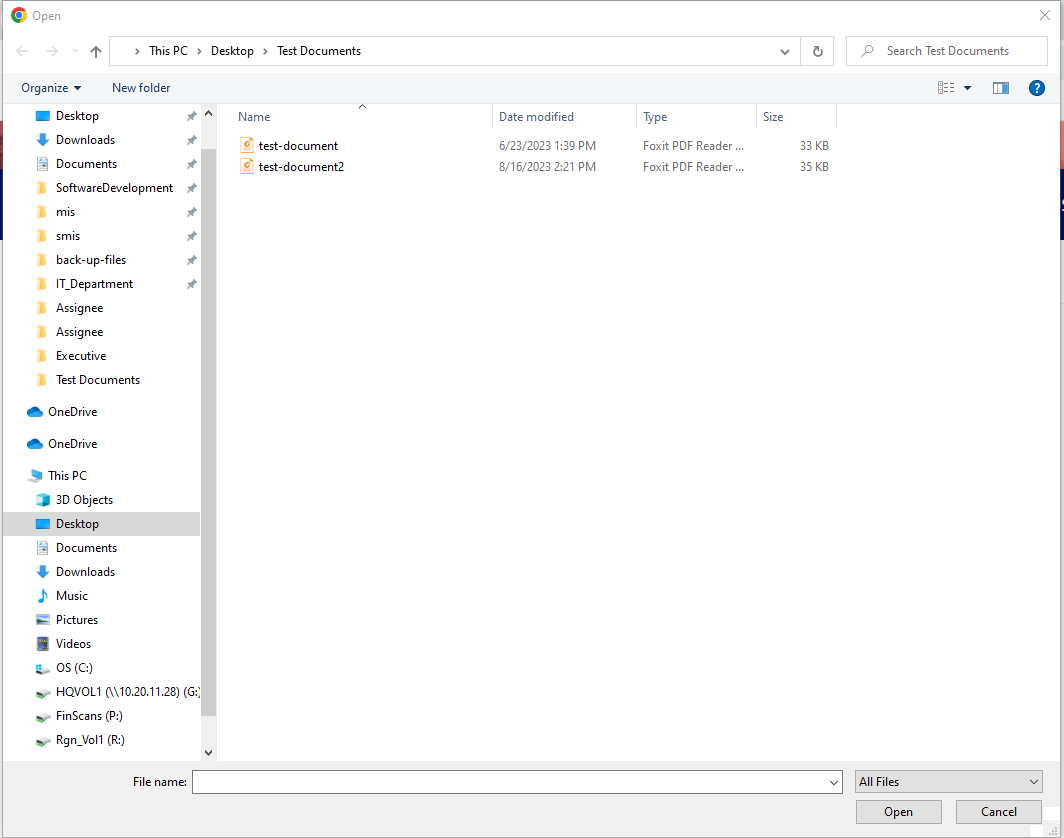 Open
This PC > Desktop > Test Documents
Search Test Documents
Organize
New folder
Desktop
Downloads
Documents
SoftwareDevelopment
mis
smis
back-up-files
IT_Department
Assignee
Assignee
Executive
Test Documents
OneDrive
OneDrive
This PC
3D Objects
Desktop
Documents
Downloads
Music
Pictures
Videos
OS (C:)
HQVOL1 (\\10.20.11.28) (G:)
FinScans (P:)
Rgn_Vol1 (R:)
Name Date modified Type Size
test-document 6/23/2023 1:39 PM Foxit PDF Reader ... 33 KB
test-document2 8/16/2023 2:21 PM Foxit PDF Reader ... 35 KB
File name:
All Files
Open
Cancel